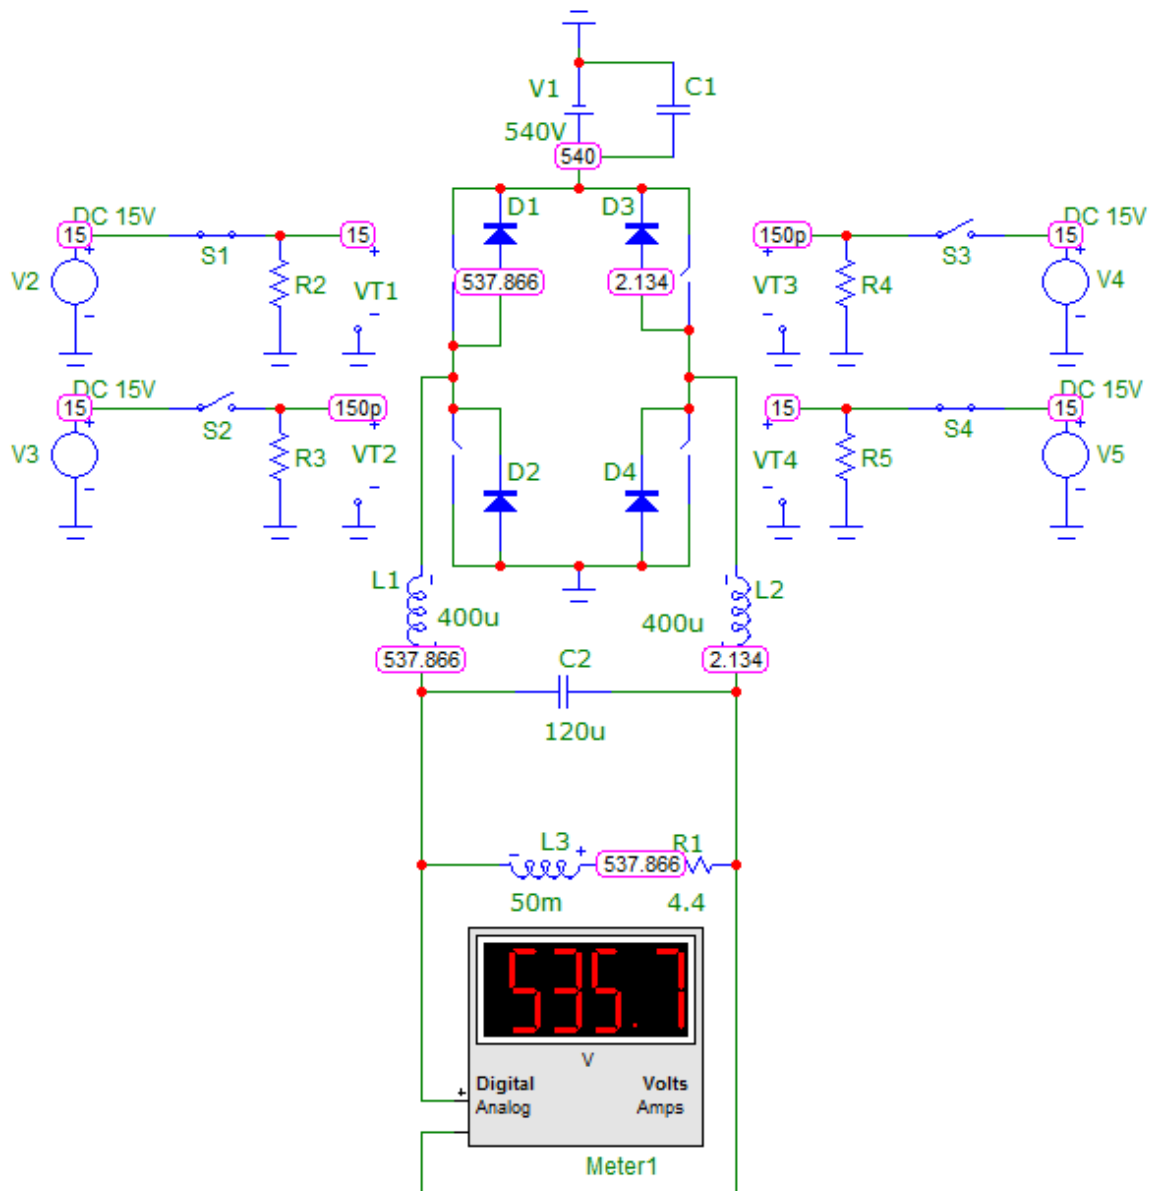 V1
C1
540V
540
DC 15V
D1
D3
DC 15V
15
S1
15
150p
S3
15
V2
R2
VT1
537.866
2.134
VT3
R4
V4
DC 15V
DC 15V
15
S2
150p
15
S4
15
V3
R3
VT2
D2
D4
VT4
R5
V5
L1
400u
400u
L2
537.866
C2
2.134
120u
L3
537.866
R1
50m
4.4
535.7
V
Digital
Volts
Analog
Amps
Meter1